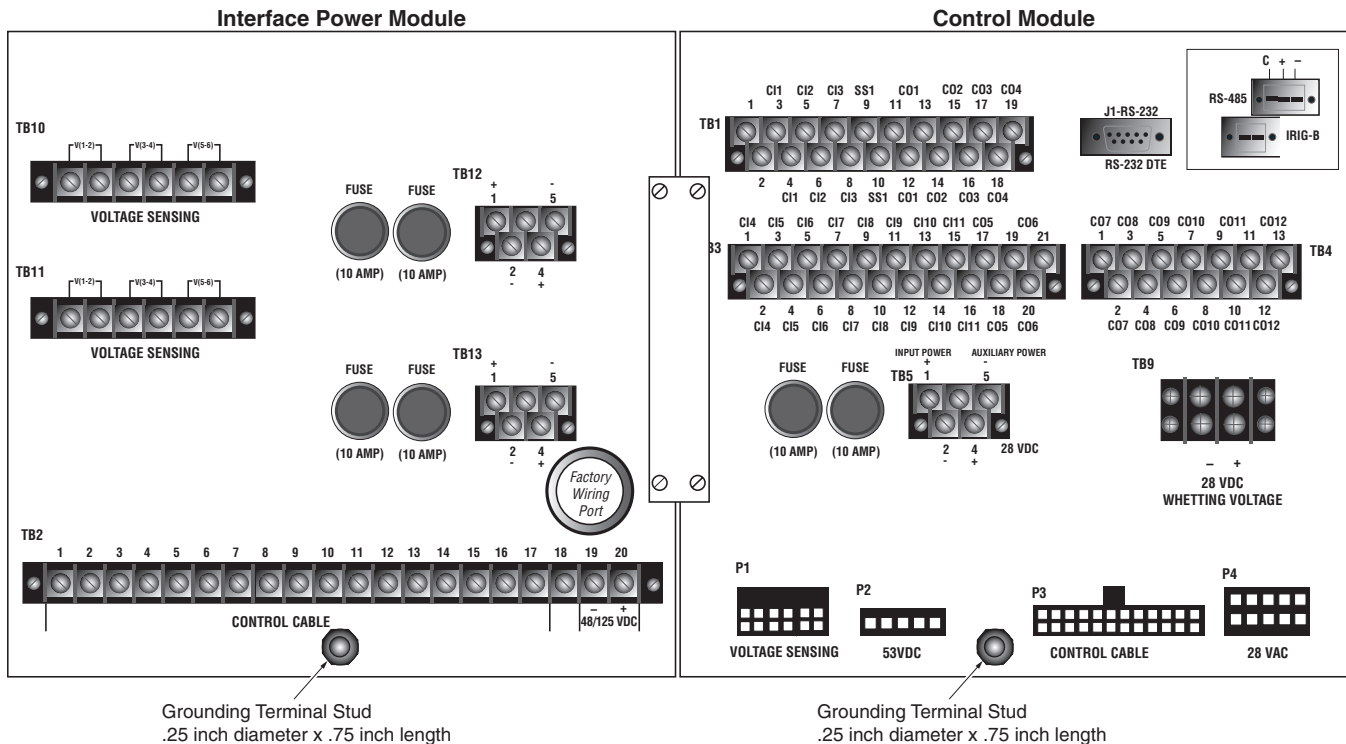 Interface Power Module
Control Module
TB10
V(1-2) V(3-4) V(5-6)
VOLTAGE SENSING
TB11
V(1-2) V(3-4) V(5-6)
VOLTAGE SENSING
FUSE FUSE
(10 AMP) (10 AMP)
TB12
+ -
1 5
2 4
- +
FUSE FUSE
(10 AMP) (10 AMP)
TB13
+ -
1 5
2 4
- +
Factory
Wiring
Port
TB2
1 2 3 4 5 6 7 8 9 10 11 12 13 14 15 16 17 18 19 20
– +
CONTROL CABLE 48/125 VDC
Grounding Terminal Stud
.25 inch diameter x .75 inch length
CI1 CI2 CI3 SS1 CO1 CO2 CO3 CO4
1 3 5 7 9 11 13 15 17 19
TB1
2 4 6 8 10 12 14 16 18
CI1 CI2 CI3 SS1 CO1 CO2 CO3 CO4
J1-RS-232
RS-232 DTE
C + –
RS-485
IRIG-B
CI4 CI5 CI6 CI7 CI8 CI9 CI10 CI11 CO5 CO6
1 3 5 7 9 11 13 15 17 19 21
B3
2 4 6 8 10 12 14 16 18 20
CI4 CI5 CI6 CI7 CI8 CI9 CI10 CI11 CO5 CO6
CO7 CO8 CO9 CO10 CO11 CO12
1 3 5 7 9 11 13
TB4
2 4 6 8 10 12
CO7 CO8 CO9 CO10 CO11 CO12
FUSE FUSE
(10 AMP) (10 AMP)
INPUT POWER AUXILIARY POWER
+ -
TB5 1 5
2 4 28 VDC
- +
TB9
– +
28 VDC
WHETTING VOLTAGE
P1
VOLTAGE SENSING
P2
53VDC
P3
CONTROL CABLE
P4
28 VAC
Grounding Terminal Stud
.25 inch diameter x .75 inch length